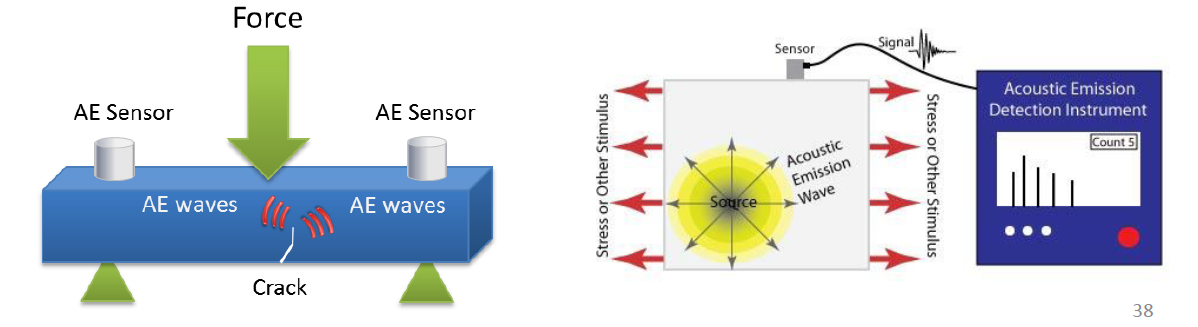 Force
AE Sensor
AE Sensor
AE waves
AE waves
Crack
Sensor
Signal
Stress or Other Stimulus
Source
Acoustic
Emission
Wave
Stress or Other Stimulus
Acoustic Emission
Detection Instrument
Count 5
38